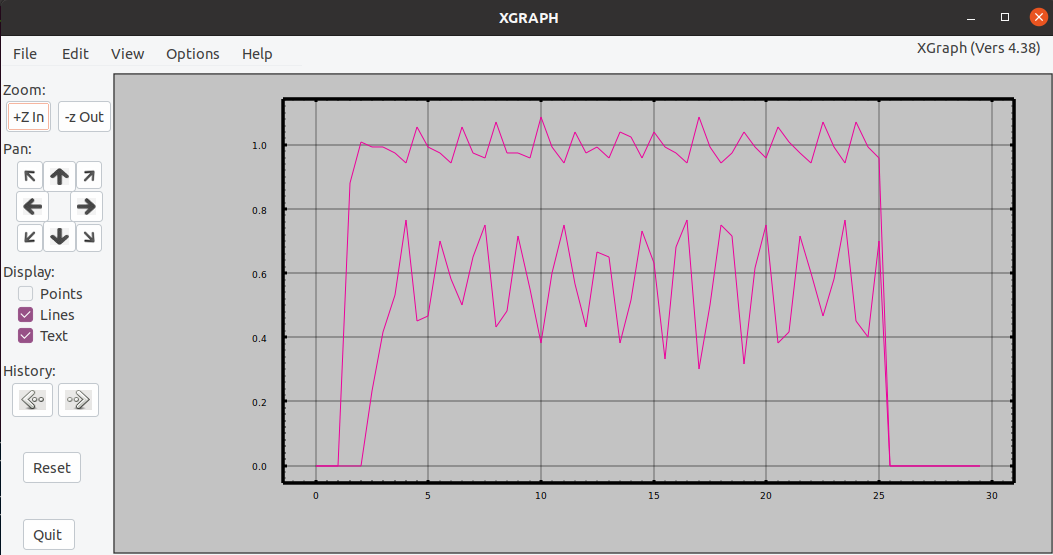 XGRAPH
File Edit View Options Help
XGraph (Vers 4.38)
Zoom:
+Z In -z Out
Pan:
Display:
Points
Lines
Text
History:
Reset
Quit
1.0
0.8
0.6
0.4
0.2
0.0
0 5 10 15 20 25 30